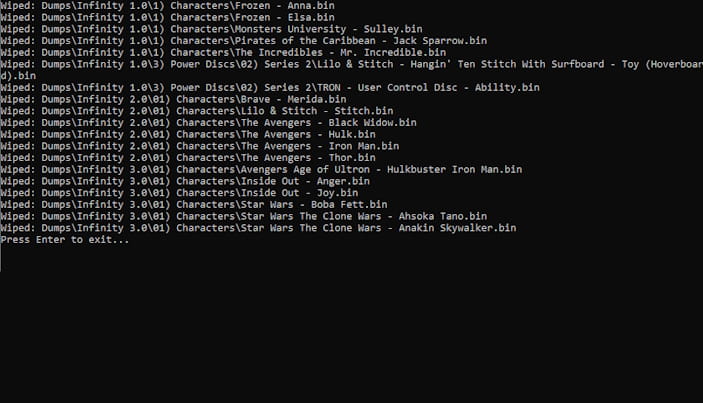 Wiped: Dumps\Infinity 1.0\1) Characters\Frozen - Anna.bin
Wiped: Dumps\Infinity 1.0\1) Characters\Frozen - Elsa.bin
Wiped: Dumps\Infinity 1.0\1) Characters\Monsters University - Sulley.bin
Wiped: Dumps\Infinity 1.0\1) Characters\Pirates of the Caribbean - Jack Sparrow.bin
Wiped: Dumps\Infinity 1.0\1) Characters\The Incredibles - Mr. Incredible.bin
Wiped: Dumps\Infinity 1.0\3) Power Discs\02) Series 2\Lilo & Stitch - Hangin' Ten Stitch With Surfboard - Toy (Hoverboar
d).bin
Wiped: Dumps\Infinity 1.0\3) Power Discs\02) Series 2\TRON - User Control Disc - Ability.bin
Wiped: Dumps\Infinity 2.0\01) Characters\Brave - Merida.bin
Wiped: Dumps\Infinity 2.0\01) Characters\Lilo & Stitch - Stitch.bin
Wiped: Dumps\Infinity 2.0\01) Characters\The Avengers - Black Widow.bin
Wiped: Dumps\Infinity 2.0\01) Characters\The Avengers - Hulk.bin
Wiped: Dumps\Infinity 2.0\01) Characters\The Avengers - Iron Man.bin
Wiped: Dumps\Infinity 2.0\01) Characters\The Avengers - Thor.bin
Wiped: Dumps\Infinity 3.0\01) Characters\Avengers Age of Ultron - Hulkbuster Iron Man.bin
Wiped: Dumps\Infinity 3.0\01) Characters\Inside Out - Anger.bin
Wiped: Dumps\Infinity 3.0\01) Characters\Inside Out - Joy.bin
Wiped: Dumps\Infinity 3.0\01) Characters\Star Wars - Boba Fett.bin
Wiped: Dumps\Infinity 3.0\01) Characters\Star Wars The Clone Wars - Ahsoka Tano.bin
Wiped: Dumps\Infinity 3.0\01) Characters\Star Wars The Clone Wars - Anakin Skywalker.bin
Press Enter to exit...